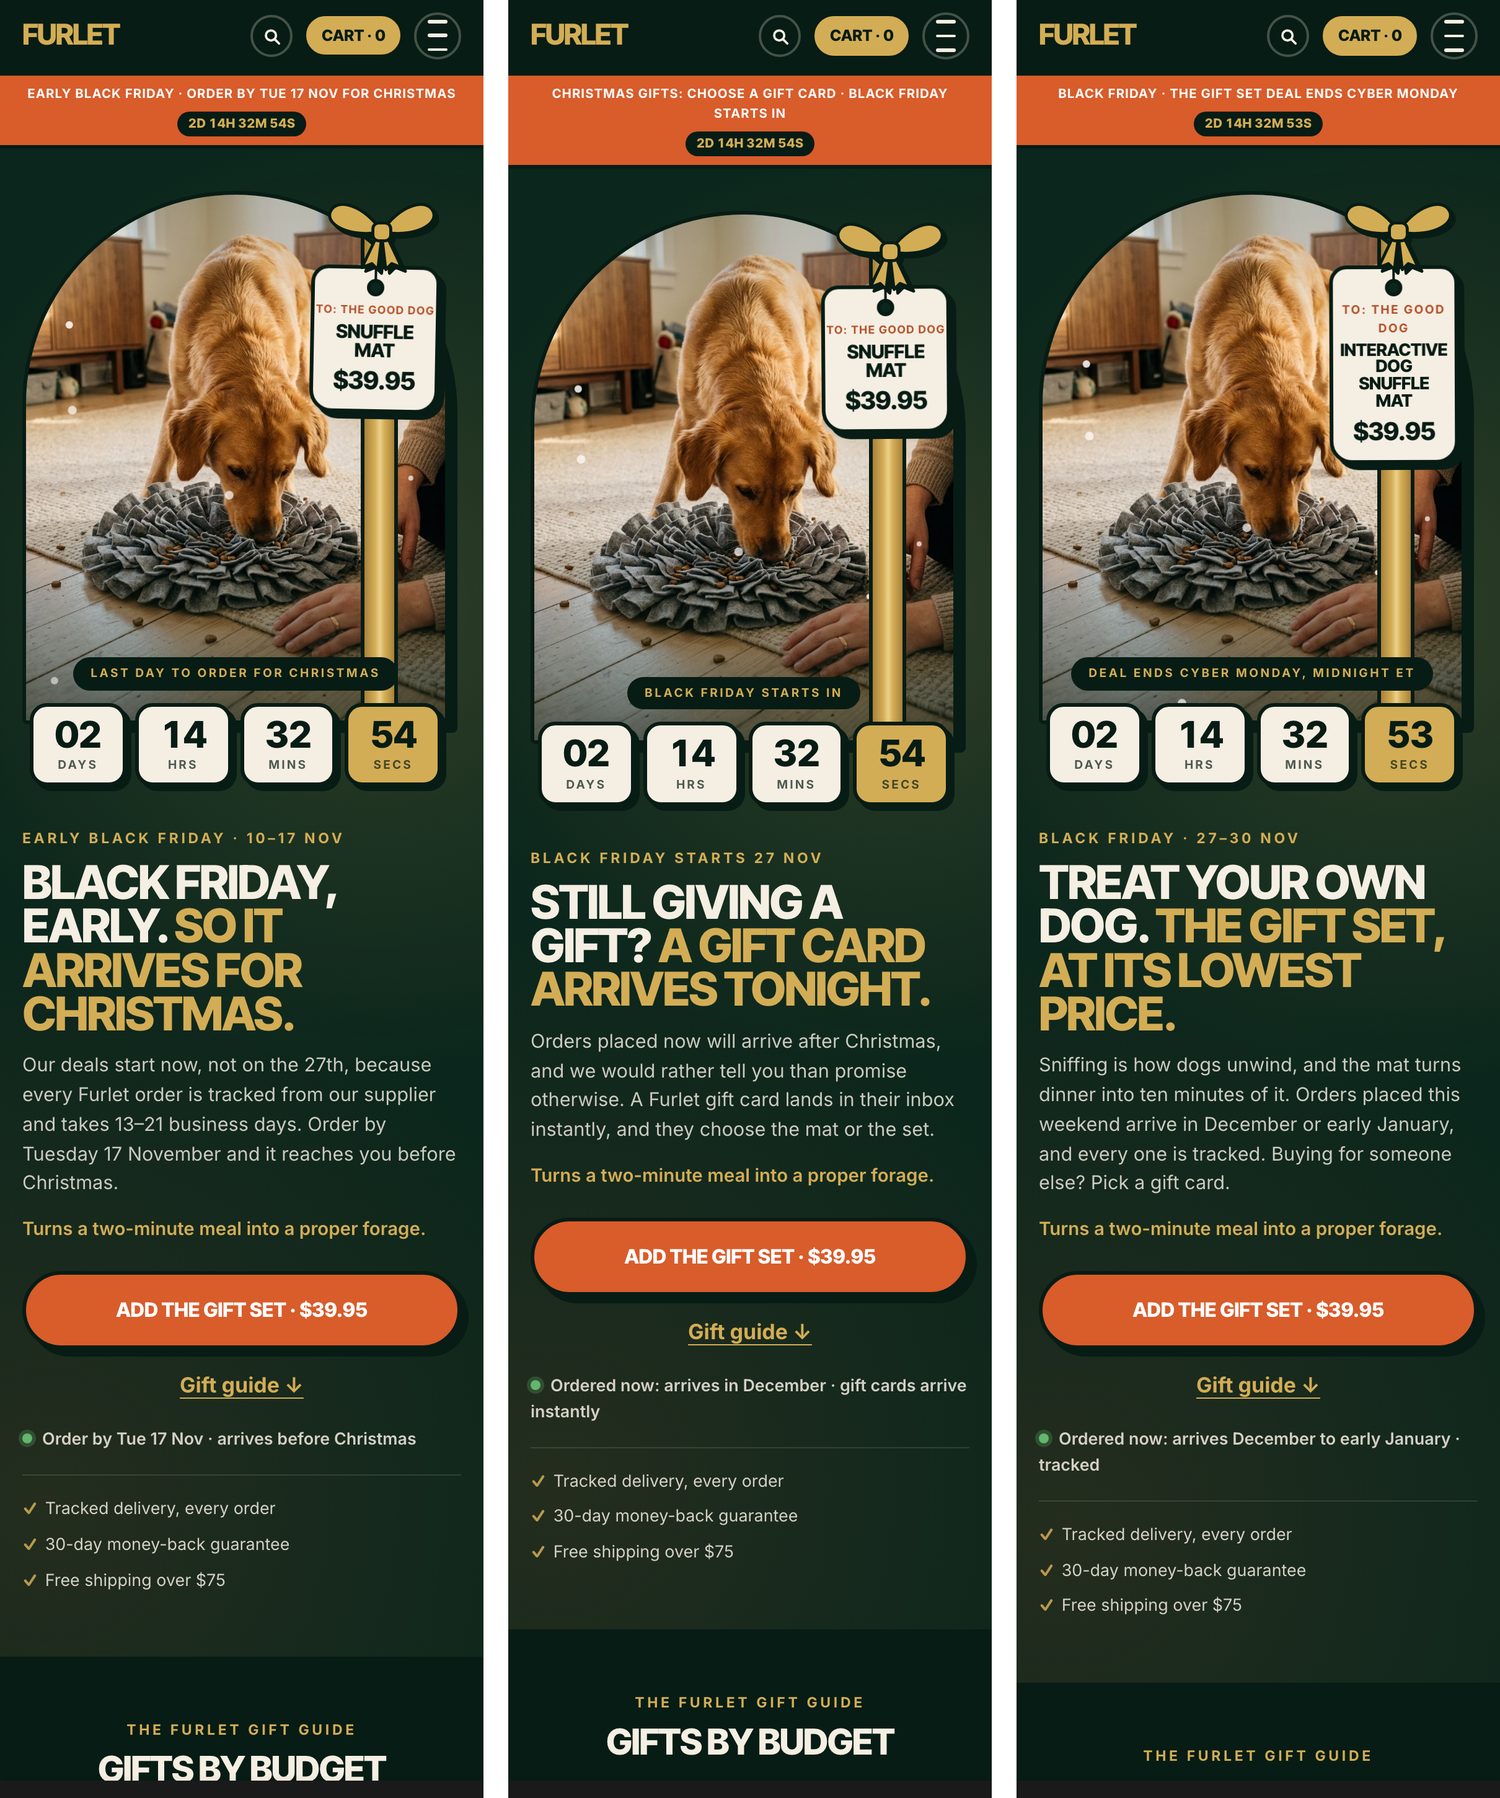 FURLET
CART · 0
EARLY BLACK FRIDAY · ORDER BY TUE 17 NOV FOR CHRISTMAS
2D 14H 32M 54S
TO: THE GOOD DOG
SNUFFLE
MAT
$39.95
LAST DAY TO ORDER FOR CHRISTMAS
02 14 32 54
DAYS HRS MINS SECS
EARLY BLACK FRIDAY · 10–17 NOV
BLACK FRIDAY,
EARLY. SO IT
ARRIVES FOR
CHRISTMAS.
Our deals start now, not on the 27th, because
every Furlet order is tracked from our supplier
and takes 13–21 business days. Order by
Tuesday 17 November and it reaches you before
Christmas.
Turns a two-minute meal into a proper forage.
ADD THE GIFT SET · $39.95
Gift guide ↓
Order by Tue 17 Nov · arrives before Christmas
✓ Tracked delivery, every order
✓ 30-day money-back guarantee
✓ Free shipping over $75
THE FURLET GIFT GUIDE
GIFTS BY BUDGET
FURLET
CART · 0
CHRISTMAS GIFTS: CHOOSE A GIFT CARD · BLACK FRIDAY
STARTS IN
2D 14H 32M 54S
TO: THE GOOD DOG
SNUFFLE
MAT
$39.95
BLACK FRIDAY STARTS IN
02 14 32 54
DAYS HRS MINS SECS
BLACK FRIDAY STARTS 27 NOV
STILL GIVING A
GIFT? A GIFT CARD
ARRIVES TONIGHT.
Orders placed now will arrive after Christmas,
and we would rather tell you than promise
otherwise. A Furlet gift card lands in their inbox
instantly, and they choose the mat or the set.
Turns a two-minute meal into a proper forage.
ADD THE GIFT SET · $39.95
Gift guide ↓
Ordered now: arrives in December · gift cards arrive
instantly
✓ Tracked delivery, every order
✓ 30-day money-back guarantee
✓ Free shipping over $75
THE FURLET GIFT GUIDE
GIFTS BY BUDGET
FURLET
CART · 0
BLACK FRIDAY · THE GIFT SET DEAL ENDS CYBER MONDAY
2D 14H 32M 53S
TO: THE GOOD
DOG
INTERACTIVE
DOG
SNUFFLE
MAT
$39.95
DEAL ENDS CYBER MONDAY, MIDNIGHT ET
02 14 32 53
DAYS HRS MINS SECS
BLACK FRIDAY · 27–30 NOV
TREAT YOUR OWN
DOG. THE GIFT SET,
AT ITS LOWEST
PRICE.
Sniffing is how dogs unwind, and the mat turns
dinner into ten minutes of it. Orders placed this
weekend arrive in December or early January,
and every one is tracked. Buying for someone
else? Pick a gift card.
Turns a two-minute meal into a proper forage.
ADD THE GIFT SET · $39.95
Gift guide ↓
Ordered now: arrives December to early January ·
tracked
✓ Tracked delivery, every order
✓ 30-day money-back guarantee
✓ Free shipping over $75
THE FURLET GIFT GUIDE